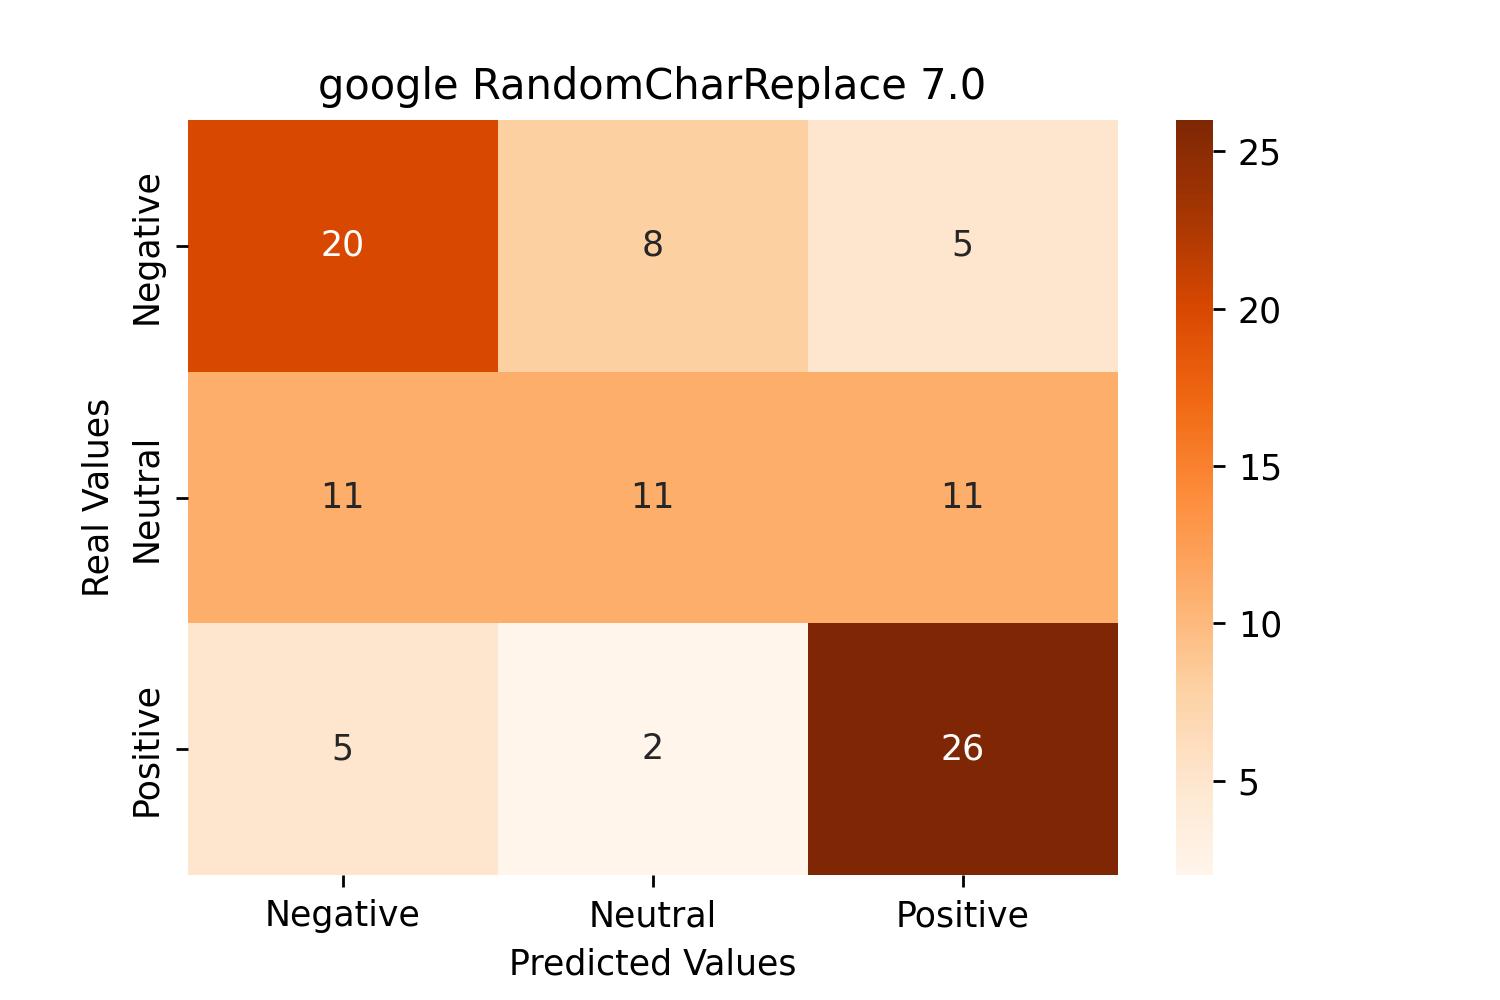 google RandomCharReplace 7.0
Real Values
Negative
20 8 5
Neutral
11 11 11
Positive
5 2 26
Negative Neutral Positive
Predicted Values
25
20
15
10
5